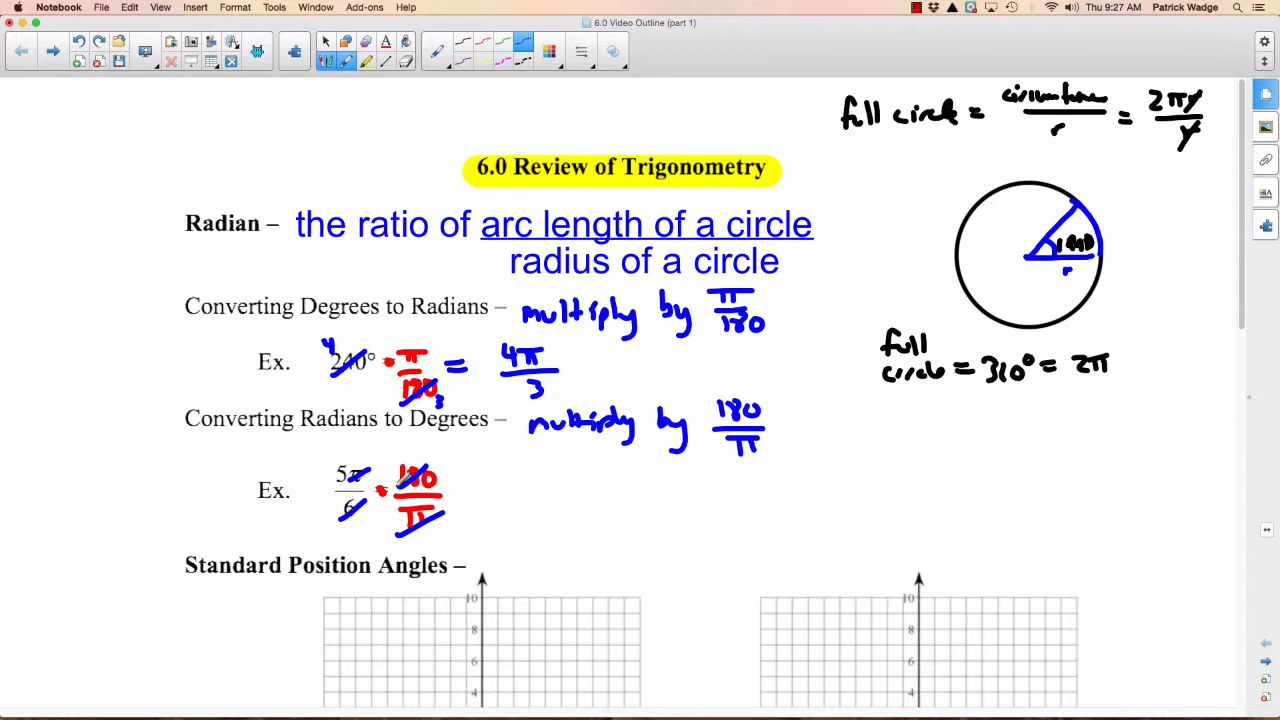 Notebook File Edit View Insert Format Tools Window Add-ons Help Thu 9:27 AM Patrick Wadge
6.0 Video Outline (part 1)
full circle = circumference / r = 2πr / r
6.0 Review of Trigonometry
Radian – the ratio of arc length of a circle
radius of a circle
r
Converting Degrees to Radians – multiply by π/180
Ex. 240° • π/180 = 4π/3
4
3
full
circle = 360° = 2π
Converting Radians to Degrees – multiply by 180/π
Ex. 5π/6 • 180/π
Standard Position Angles –
10 10
8 8
6 6
4 4